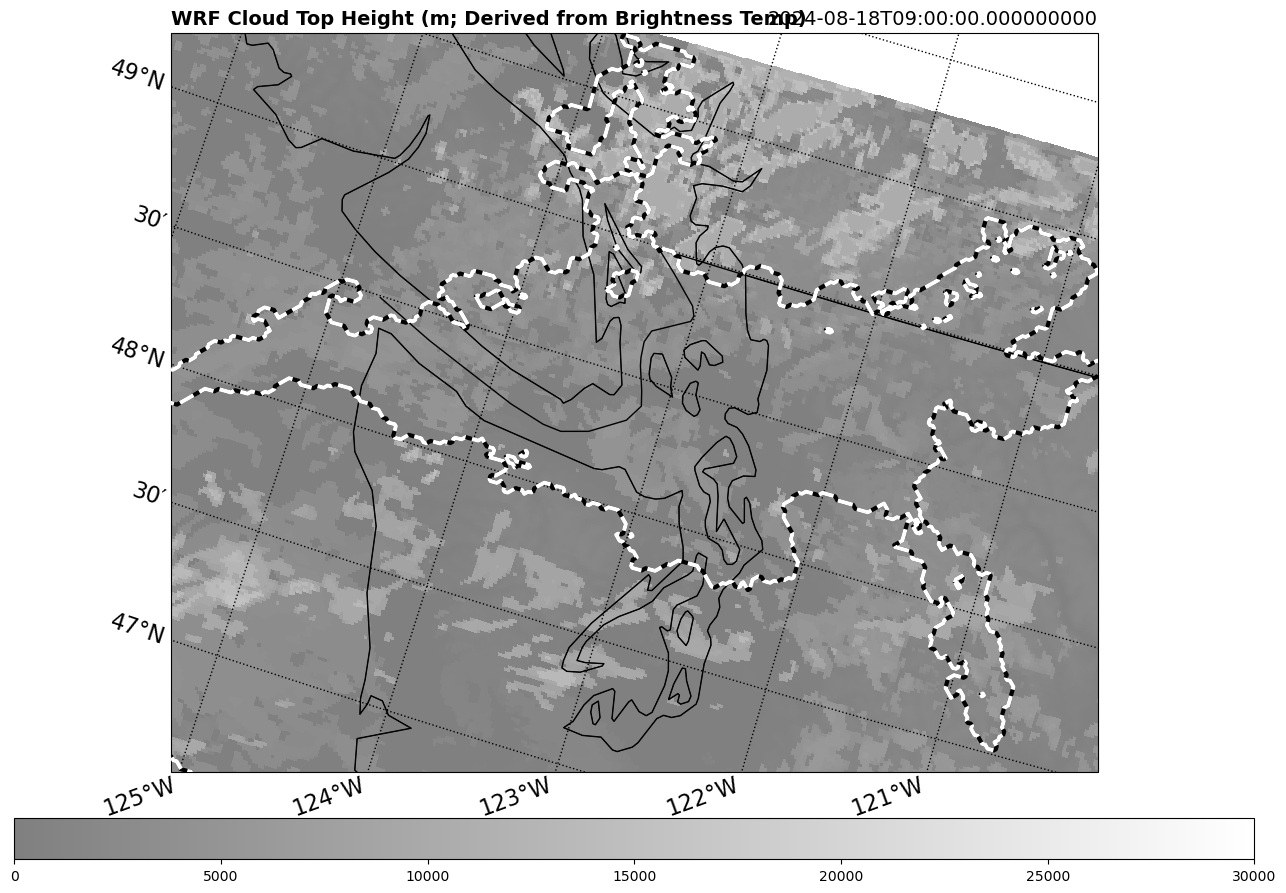 WRF Cloud Top Height (m; Derived from Brightness Temp)
2024-08-18T09:00:00.000000000
49°N
30′
48°N
30′
47°N
125°W 124°W 123°W 122°W 121°W
0 5000 10000 15000 20000 25000 30000